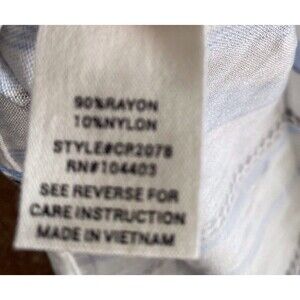 90%RAYON
10%NYLON
STYLE#CP2078
RN#104403
SEE REVERSE FOR
CARE INSTRUCTION
MADE IN VIETNAM